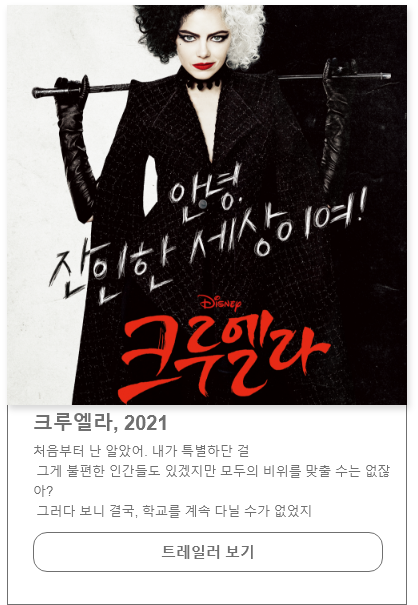 안녕,
잔인한 세상이여!
Disney
크루엘라
크루엘라, 2021
처음부터 난 알았어. 내가 특별하단 걸
그게 불편한 인간들도 있겠지만 모두의 비위를 맞출 수는 없잖
아?
그러다 보니 결국, 학교를 계속 다닐 수가 없었지
트레일러 보기